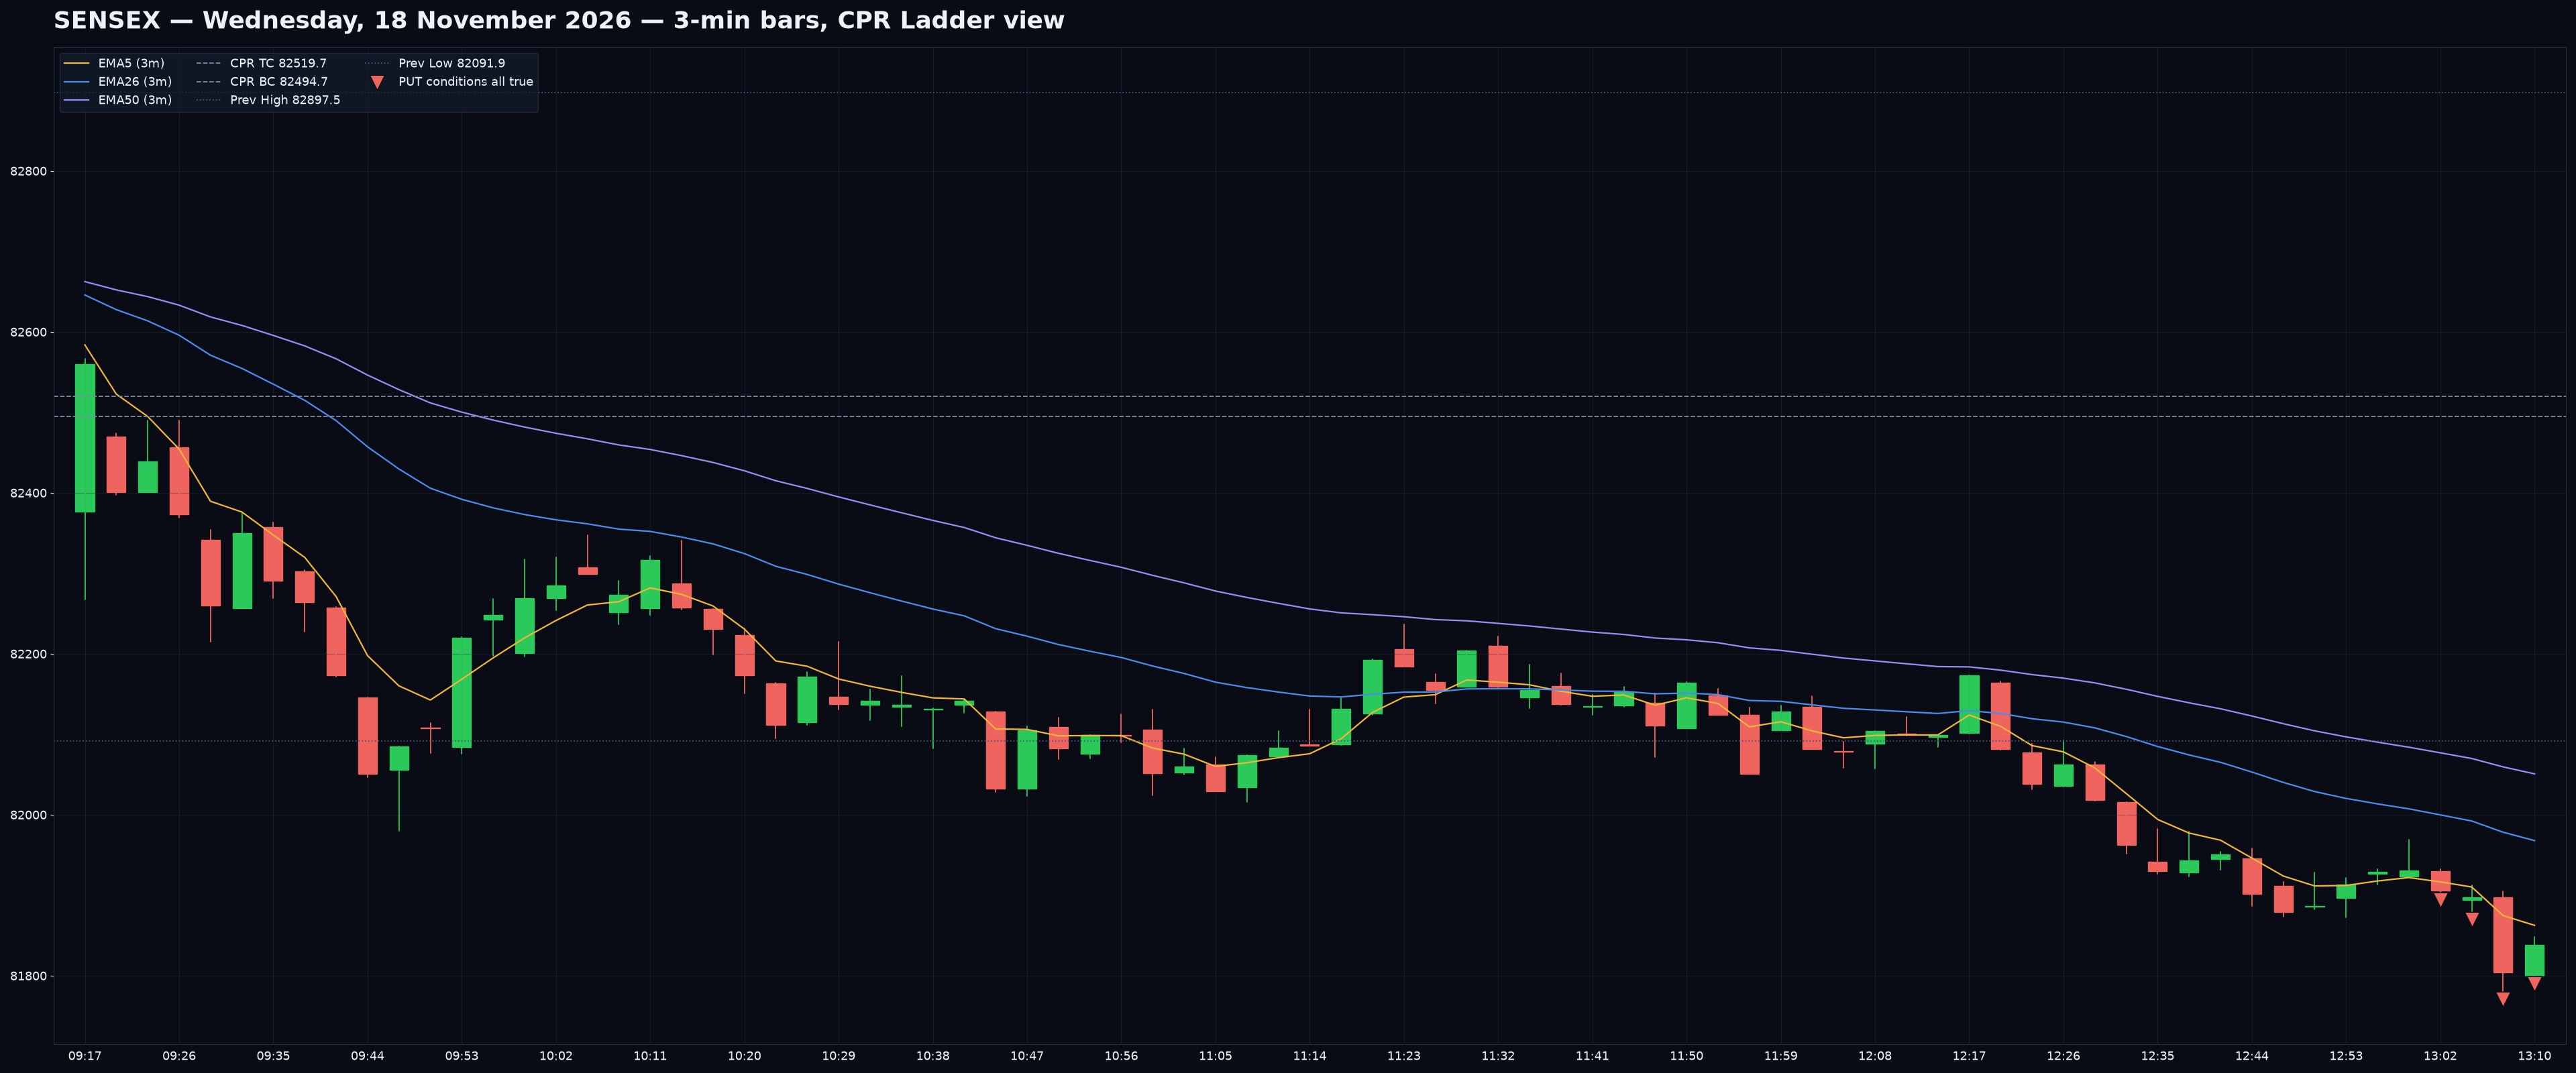 SENSEX — Wednesday, 18 November 2026 — 3-min bars, CPR Ladder view
EMA5 (3m) CPR TC 82519.7 Prev Low 82091.9
EMA26 (3m) CPR BC 82494.7 PUT conditions all true
EMA50 (3m) Prev High 82897.5
82800
82600
82400
82200
82000
81800
09:17 09:26 09:35 09:44 09:53 10:02 10:11 10:20 10:29 10:38 10:47 10:56 11:05 11:14 11:23 11:32 11:41 11:50 11:59 12:08 12:17 12:26 12:35 12:44 12:53 13:02 13:10